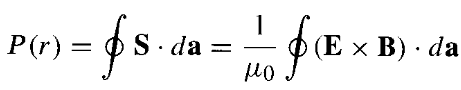 P(r) = ∮ S · da = 1/μ₀ ∮ (E × B) · da